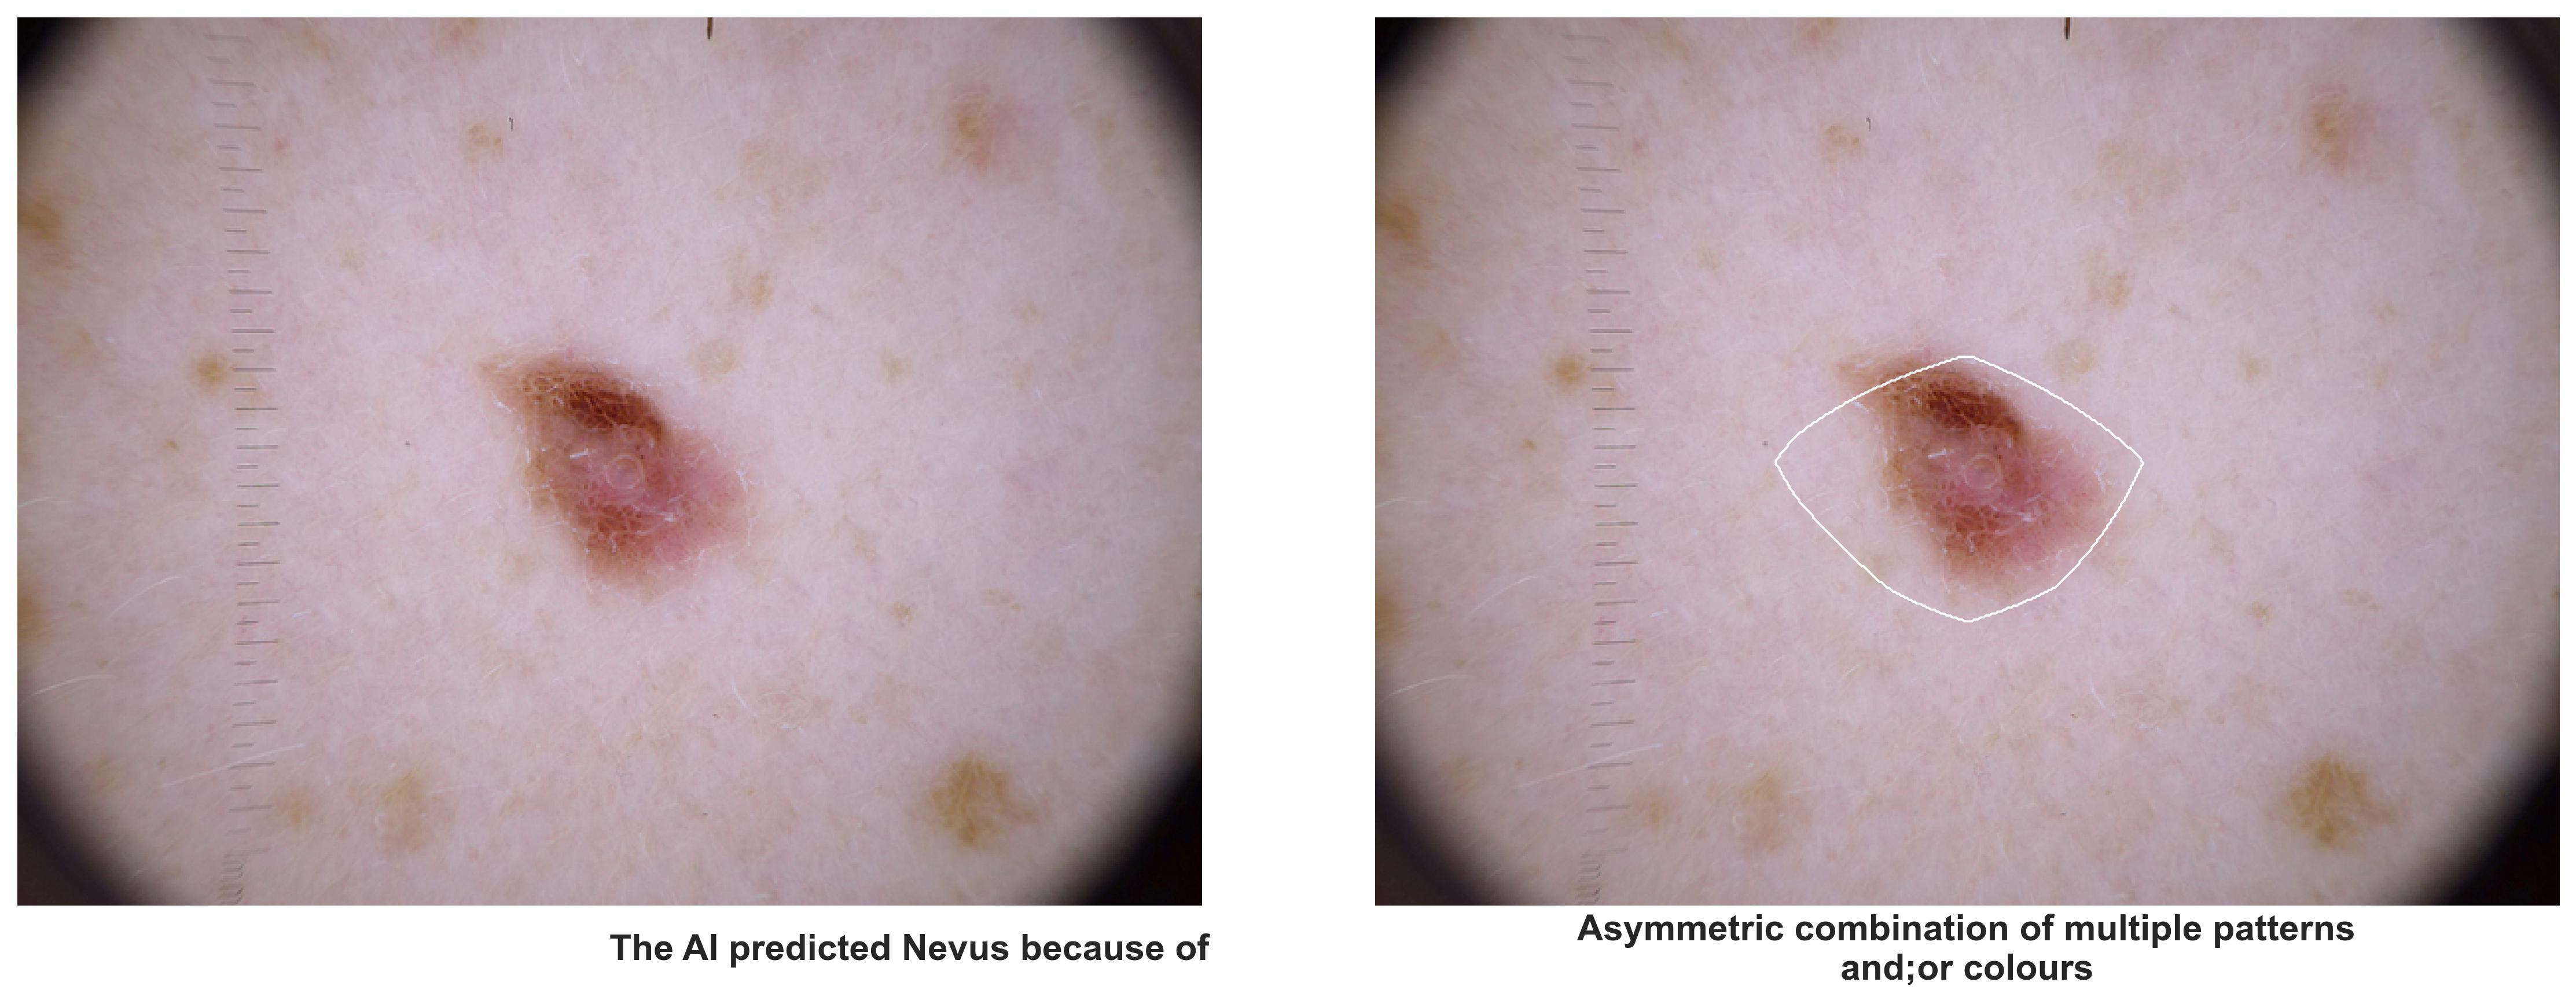 The AI predicted Nevus because of
Asymmetric combination of multiple patterns
and;or colours